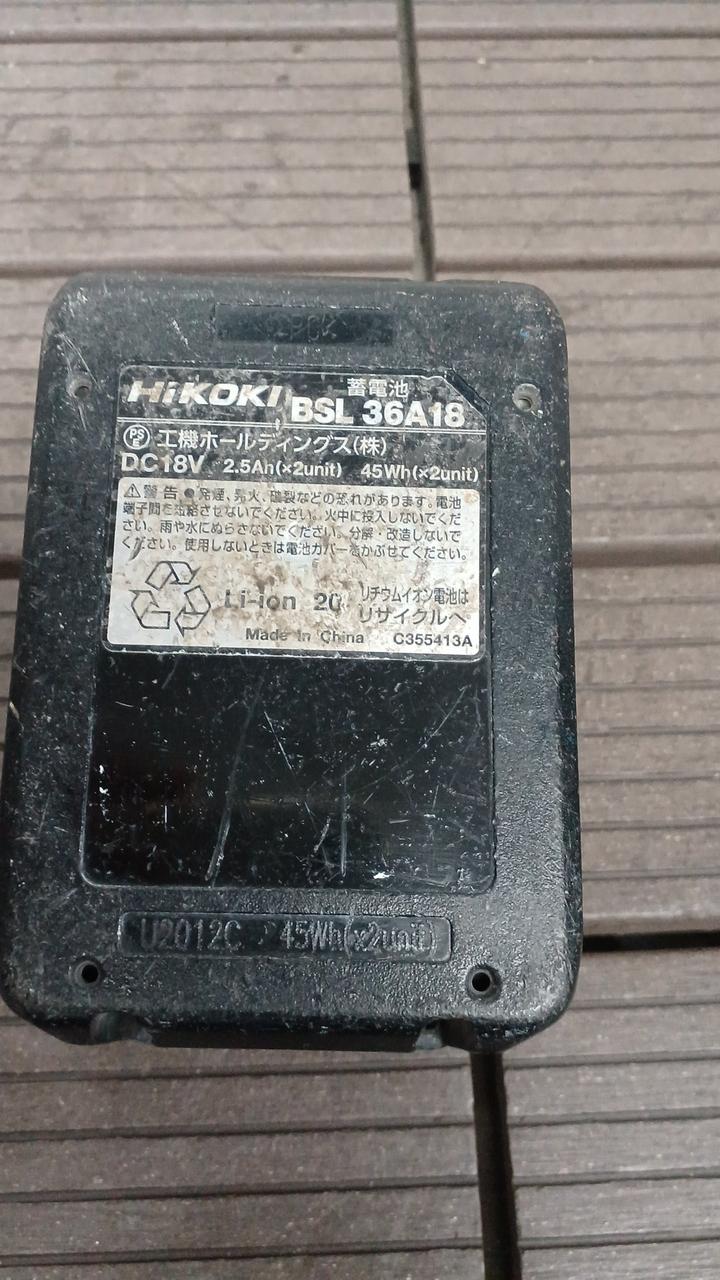 HiKOKI 蓄電池
BSL 36A18
PS E 工機ホールディングス(株)
DC18V 2.5Ah(×2unit) 45Wh(×2unit)
⚠警告 ●発煙、発火、破裂などの恐れがあります。電池
端子間を短絡させないでください。火中に投入しないでくだ
さい。雨や水にぬらさないでください。分解・改造しないで
ください。使用しないときは電池カバーをかぶせてください。
Li-ion 20 リチウムイオン電池は
リサイクルへ
Made in China C355413A
U2012C 45Wh(×2unit)